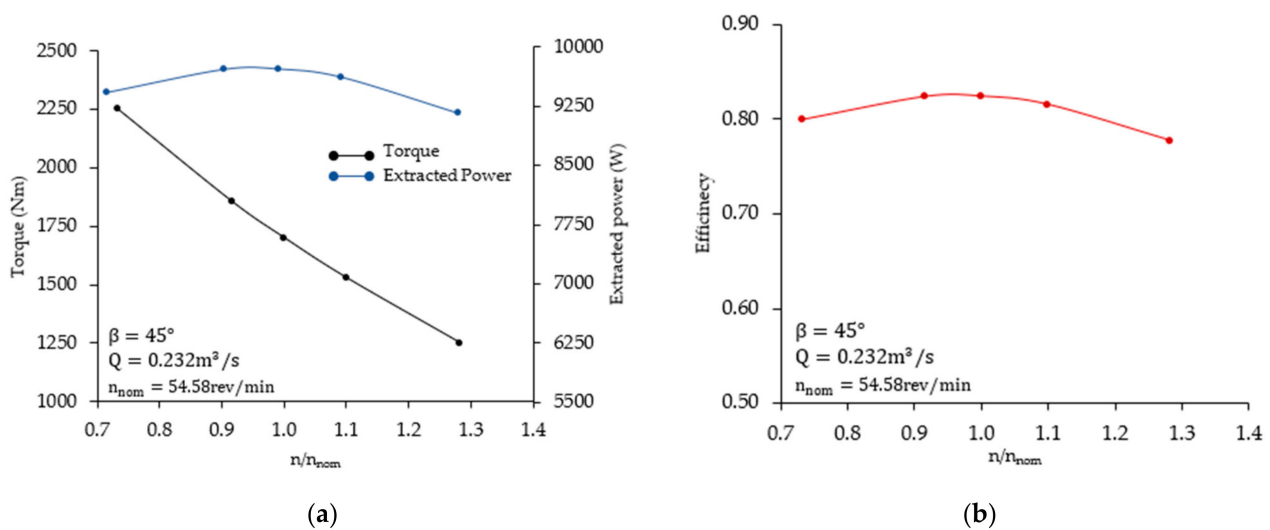 2500
2250
2000
1750
1500
1250
1000
Torque (Nm)
10000
9250
8500
7750
7000
6250
5500
Extracted power (W)
Torque
Extracted Power
β = 45°
Q = 0.232m³/s
nₙₒₘ = 54.58rev/min
0.7 0.8 0.9 1.0 1.1 1.2 1.3 1.4
n/nₙₒₘ
(a)
0.90
0.80
0.70
0.60
0.50
Efficinecy
β = 45°
Q = 0.232m³/s
nₙₒₘ = 54.58rev/min
0.7 0.8 0.9 1.0 1.1 1.2 1.3 1.4
n/nₙₒₘ
(b)